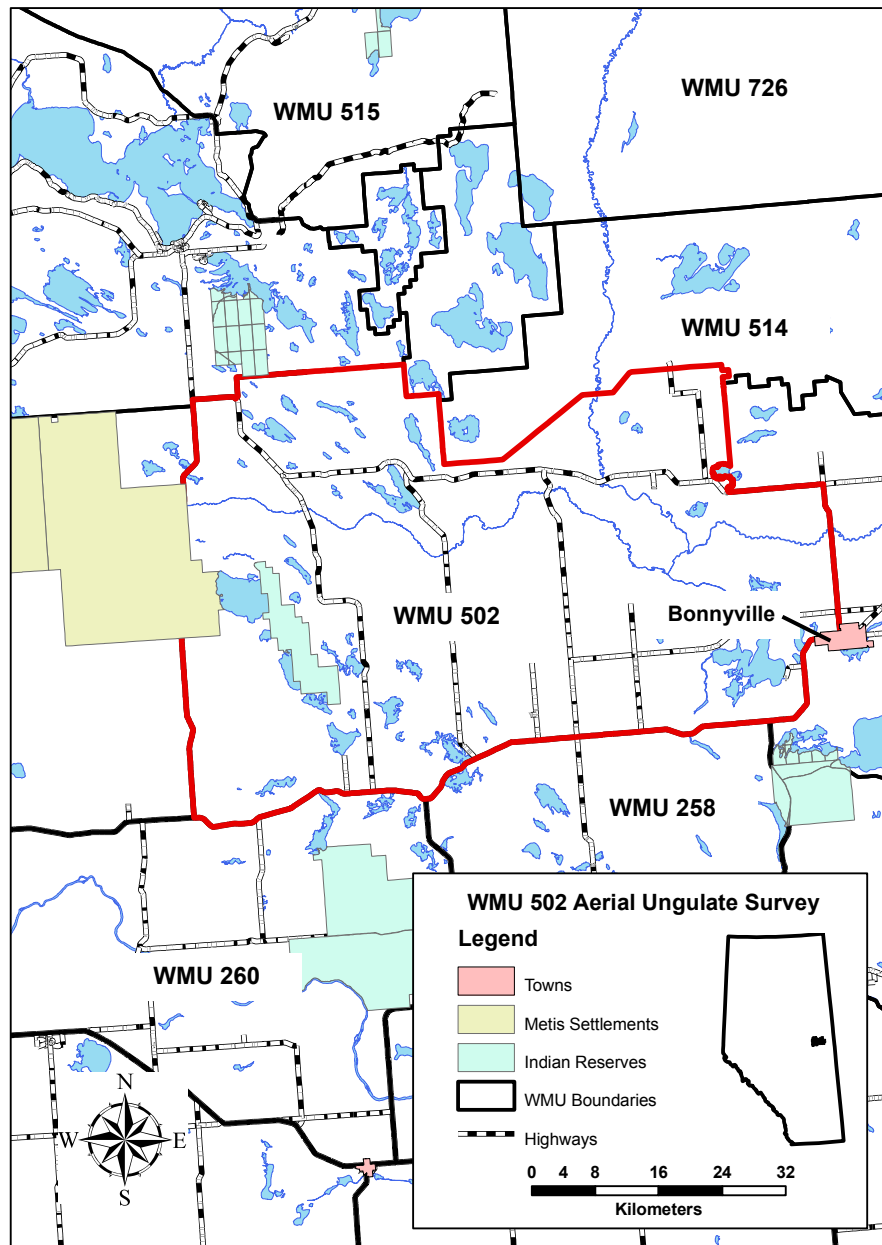 WMU 726
WMU 515
WMU 514
WMU 502
Bonnyville
WMU 258
WMU 260
N
W E
S
WMU 502 Aerial Ungulate Survey
Legend
Towns
Metis Settlements
Indian Reserves
WMU Boundaries
Highways
0 4 8 16 24 32
Kilometers